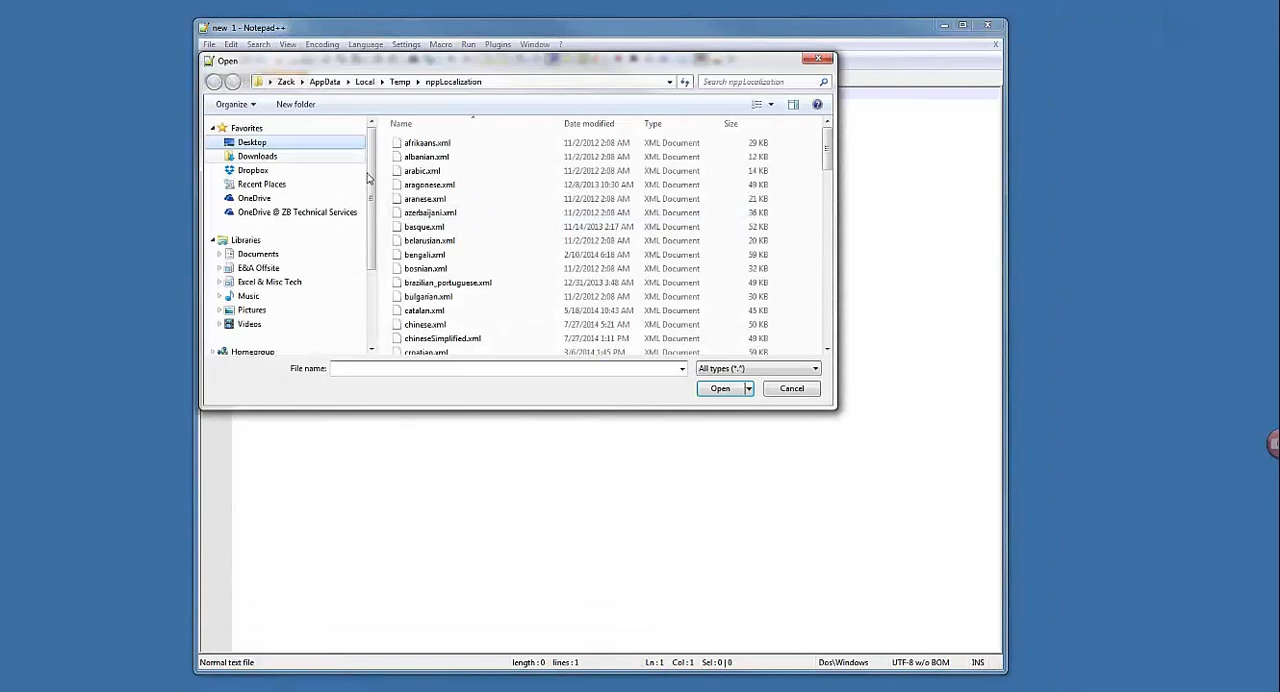 new 1 - Notepad++
File Edit Search View Encoding Language Settings Macro Run Plugins Window ? X
Open
Zack AppData Local Temp nppLocalization Search nppLocalization
Organize New folder
Favorites
Desktop
Downloads
Dropbox
Recent Places
OneDrive
OneDrive @ ZB Technical Services
Libraries
Documents
E&A Offsite
Excel & Misc Tech
Music
Pictures
Videos
Homegroup
Name Date modified Type Size
afrikaans.xml 11/2/2012 2:08 AM XML Document 29 KB
albanian.xml 11/2/2012 2:08 AM XML Document 12 KB
arabic.xml 11/2/2012 2:08 AM XML Document 14 KB
aragonese.xml 12/8/2013 10:30 AM XML Document 49 KB
aranese.xml 11/2/2012 2:08 AM XML Document 21 KB
azerbaijani.xml 11/2/2012 2:08 AM XML Document 36 KB
basque.xml 11/14/2013 2:17 AM XML Document 52 KB
belarusian.xml 11/2/2012 2:08 AM XML Document 20 KB
bengali.xml 2/10/2014 6:18 AM XML Document 59 KB
bosnian.xml 11/2/2012 2:08 AM XML Document 32 KB
brazilian_portuguese.xml 12/31/2013 3:48 AM XML Document 49 KB
bulgarian.xml 11/2/2012 2:08 AM XML Document 30 KB
catalan.xml 5/18/2014 10:43 AM XML Document 45 KB
chinese.xml 7/27/2014 5:21 AM XML Document 50 KB
chineseSimplified.xml 7/27/2014 1:11 PM XML Document 49 KB
croatian.xml 3/6/2014 1:45 PM XML Document 59 KB
File name: All types (*.*)
Open Cancel
Normal text file length : 0 lines : 1 Ln : 1 Col : 1 Sel : 0 | 0 Dos\Windows UTF-8 w/o BOM INS